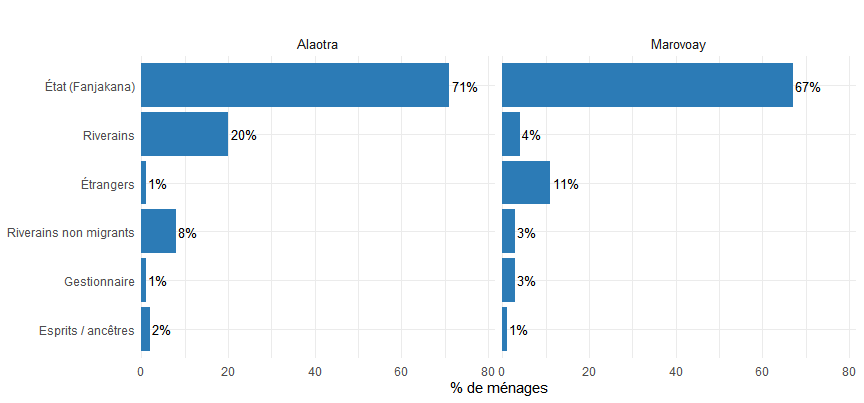 Alaotra Marovoay
État (Fanjakana) 71% 67%
Riverains 20% 4%
Étrangers 1% 11%
Riverains non migrants 8% 3%
Gestionnaire 1% 3%
Esprits / ancêtres 2% 1%
0 20 40 60 80 0 20 40 60 80
% de ménages